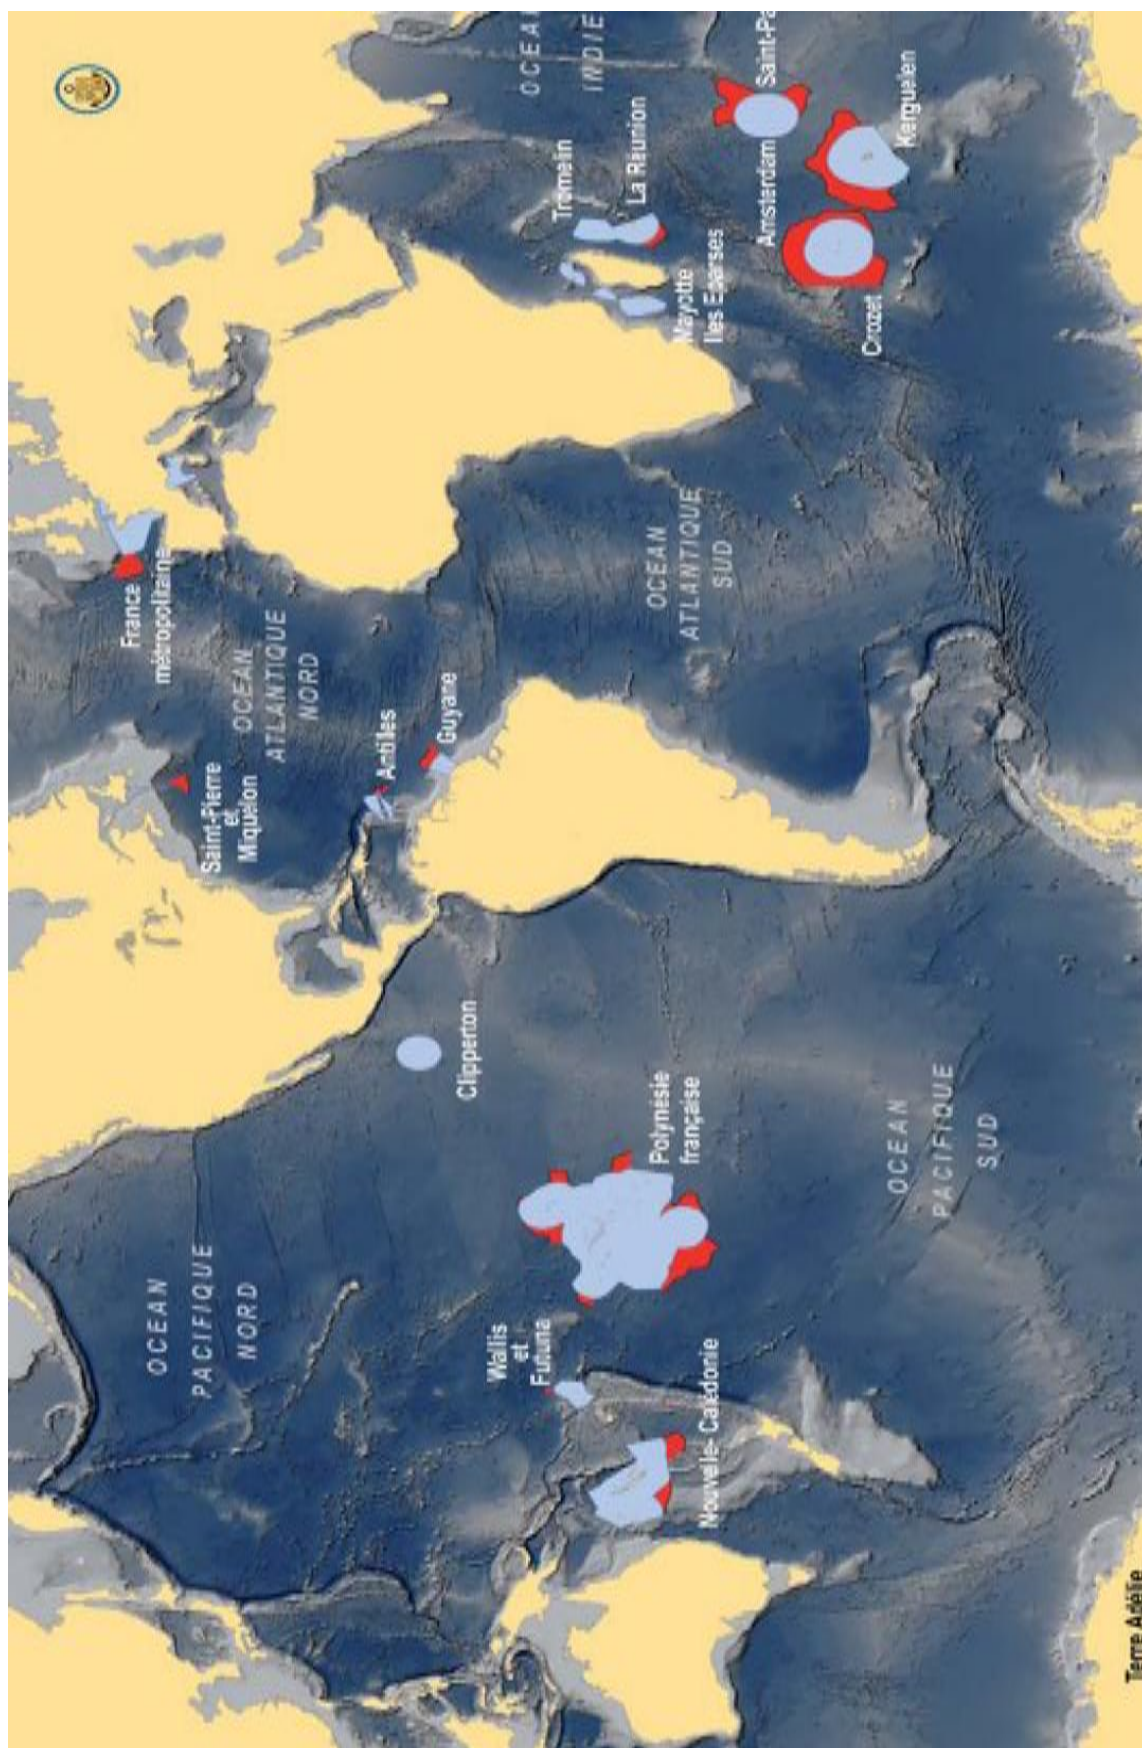 OCEAN
PACIFIQUE
NORD
Wallis
et
Futuna
Nouvelle- Calédonie
Polynésie
française
OCEAN
PACIFIQUE
SUD
Clipperton
Saint-Pierre
et
Miquelon
Antilles
Guyane
OCEAN
ATLANTIQUE
NORD
France
métropolitaine
OCEAN
ATLANTIQUE
SUD
Mayotte
Iles Eparses
Tromelin
La Réunion
Crozet
Amsterdam
Saint-Pa
Kerguelen
OCEA
INDIE
Terre Adélie